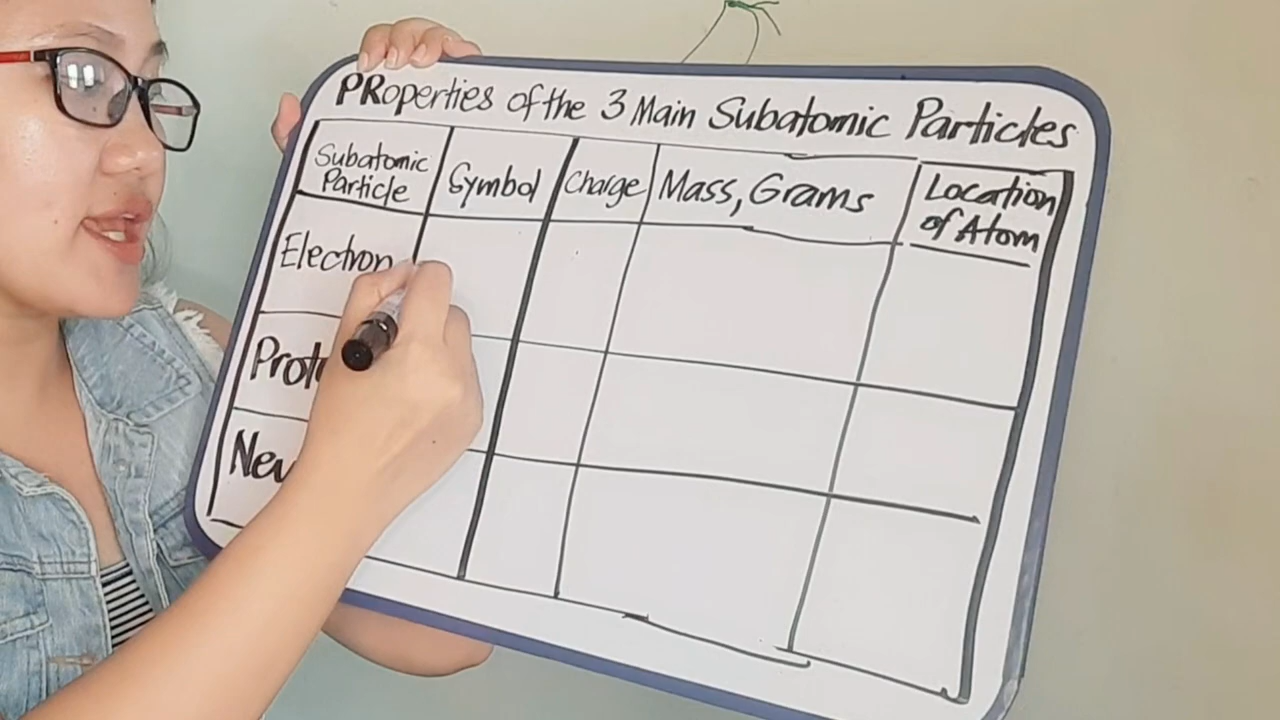 PRoperties of the 3 Main Subatomic Particles
Subatomic
Particle
Symbol
Charge
Mass, Grams
Location
of Atom
Electron